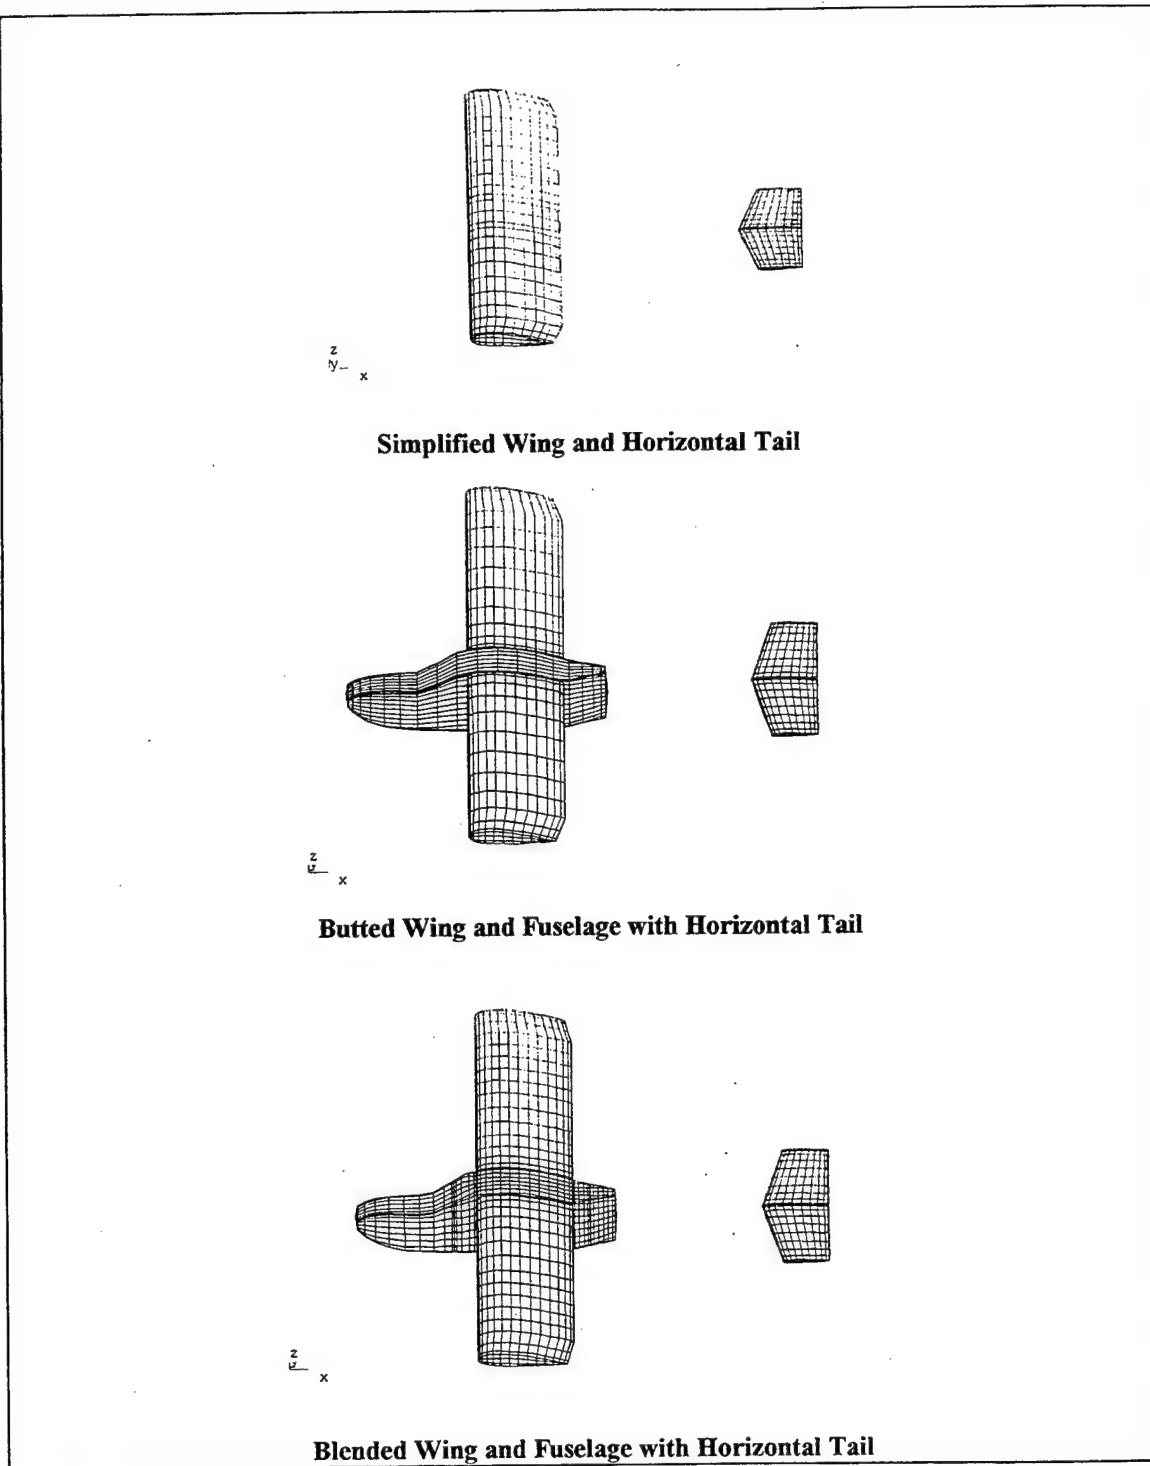 z
y
x
Simplified Wing and Horizontal Tail
z
x
Butted Wing and Fuselage with Horizontal Tail
z
x
Blended Wing and Fuselage with Horizontal Tail